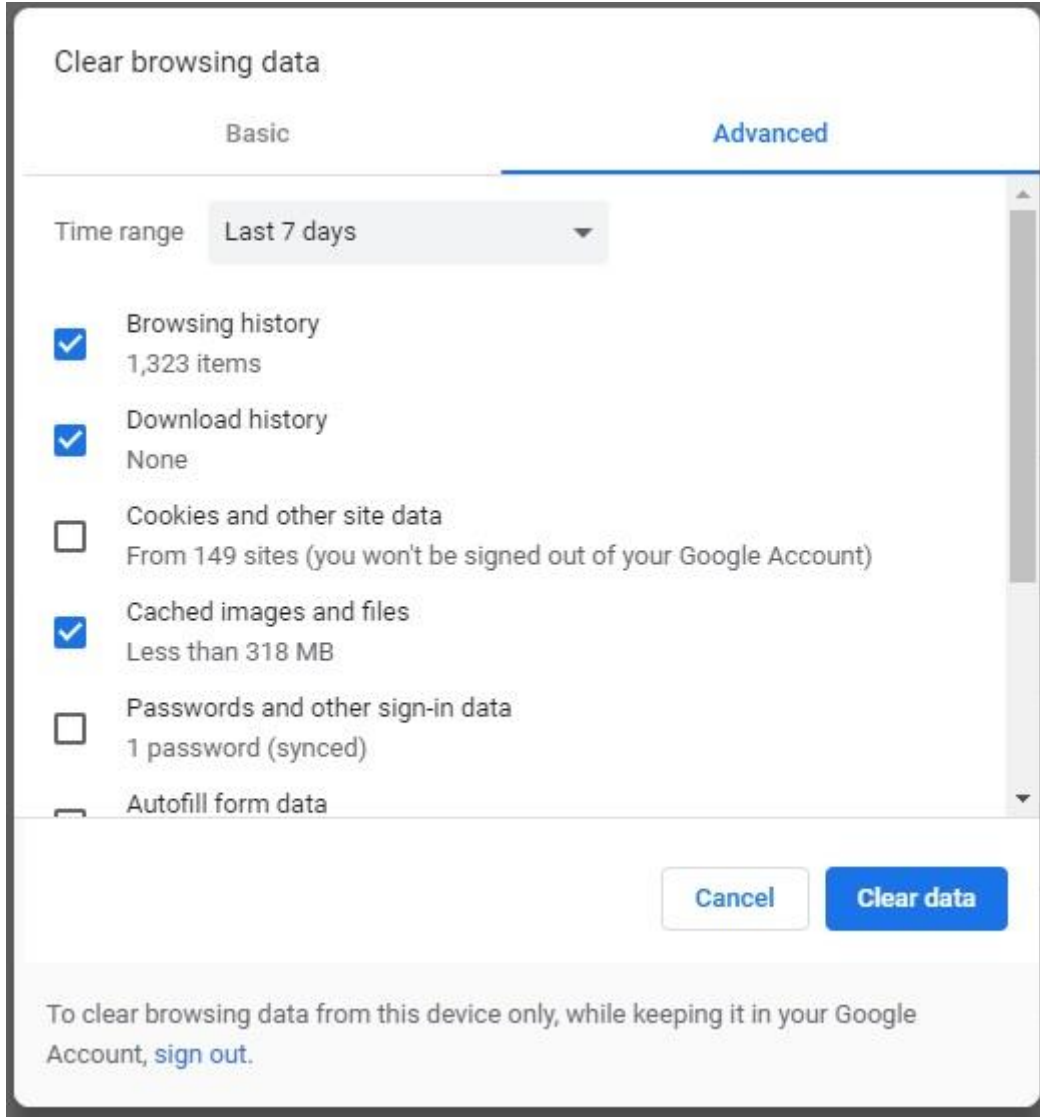 Clear browsing data
Basic
Advanced
Time range
Last 7 days
Browsing history
1,323 items
Download history
None
Cookies and other site data
From 149 sites (you won't be signed out of your Google Account)
Cached images and files
Less than 318 MB
Passwords and other sign-in data
1 password (synced)
Autofill form data
Cancel
Clear data
To clear browsing data from this device only, while keeping it in your Google
Account, sign out.